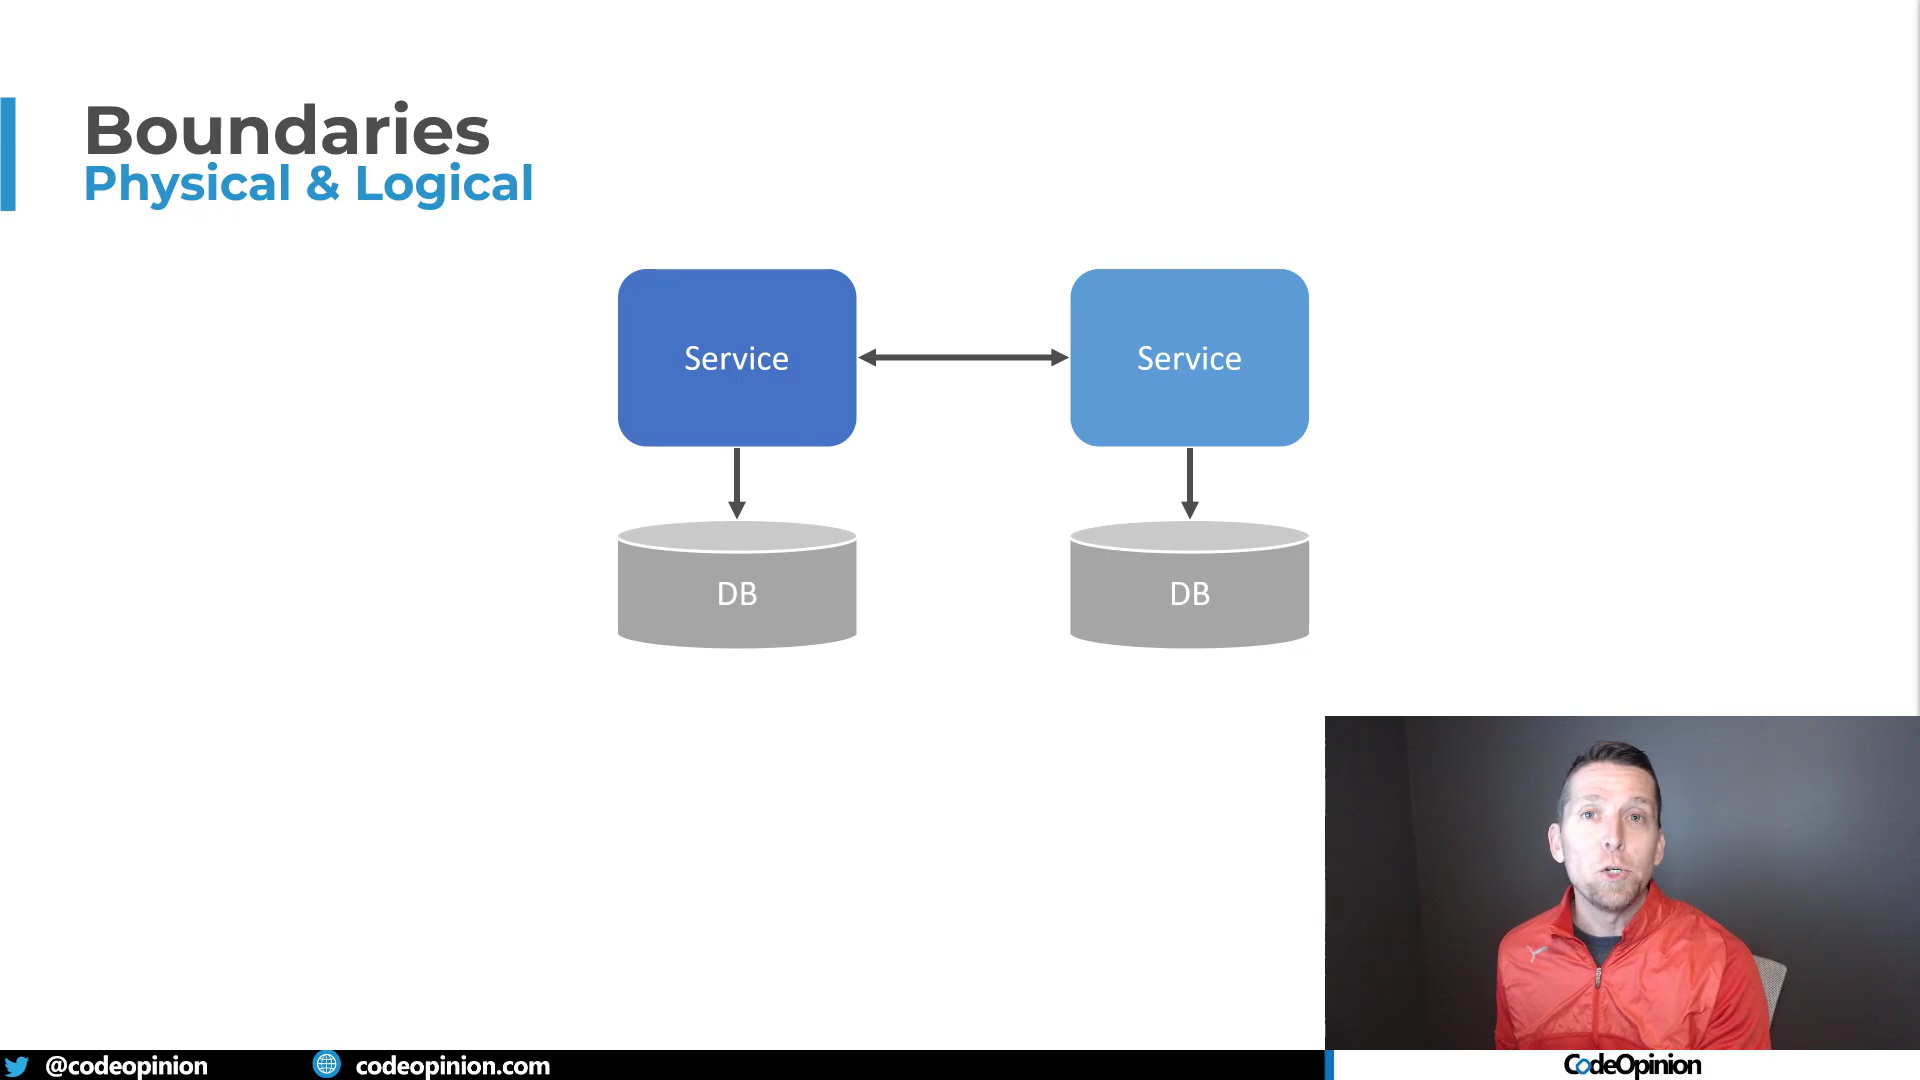 Boundaries
Physical & Logical
Service
Service
DB
DB
@codeopinion
codeopinion.com
CodeOpinion